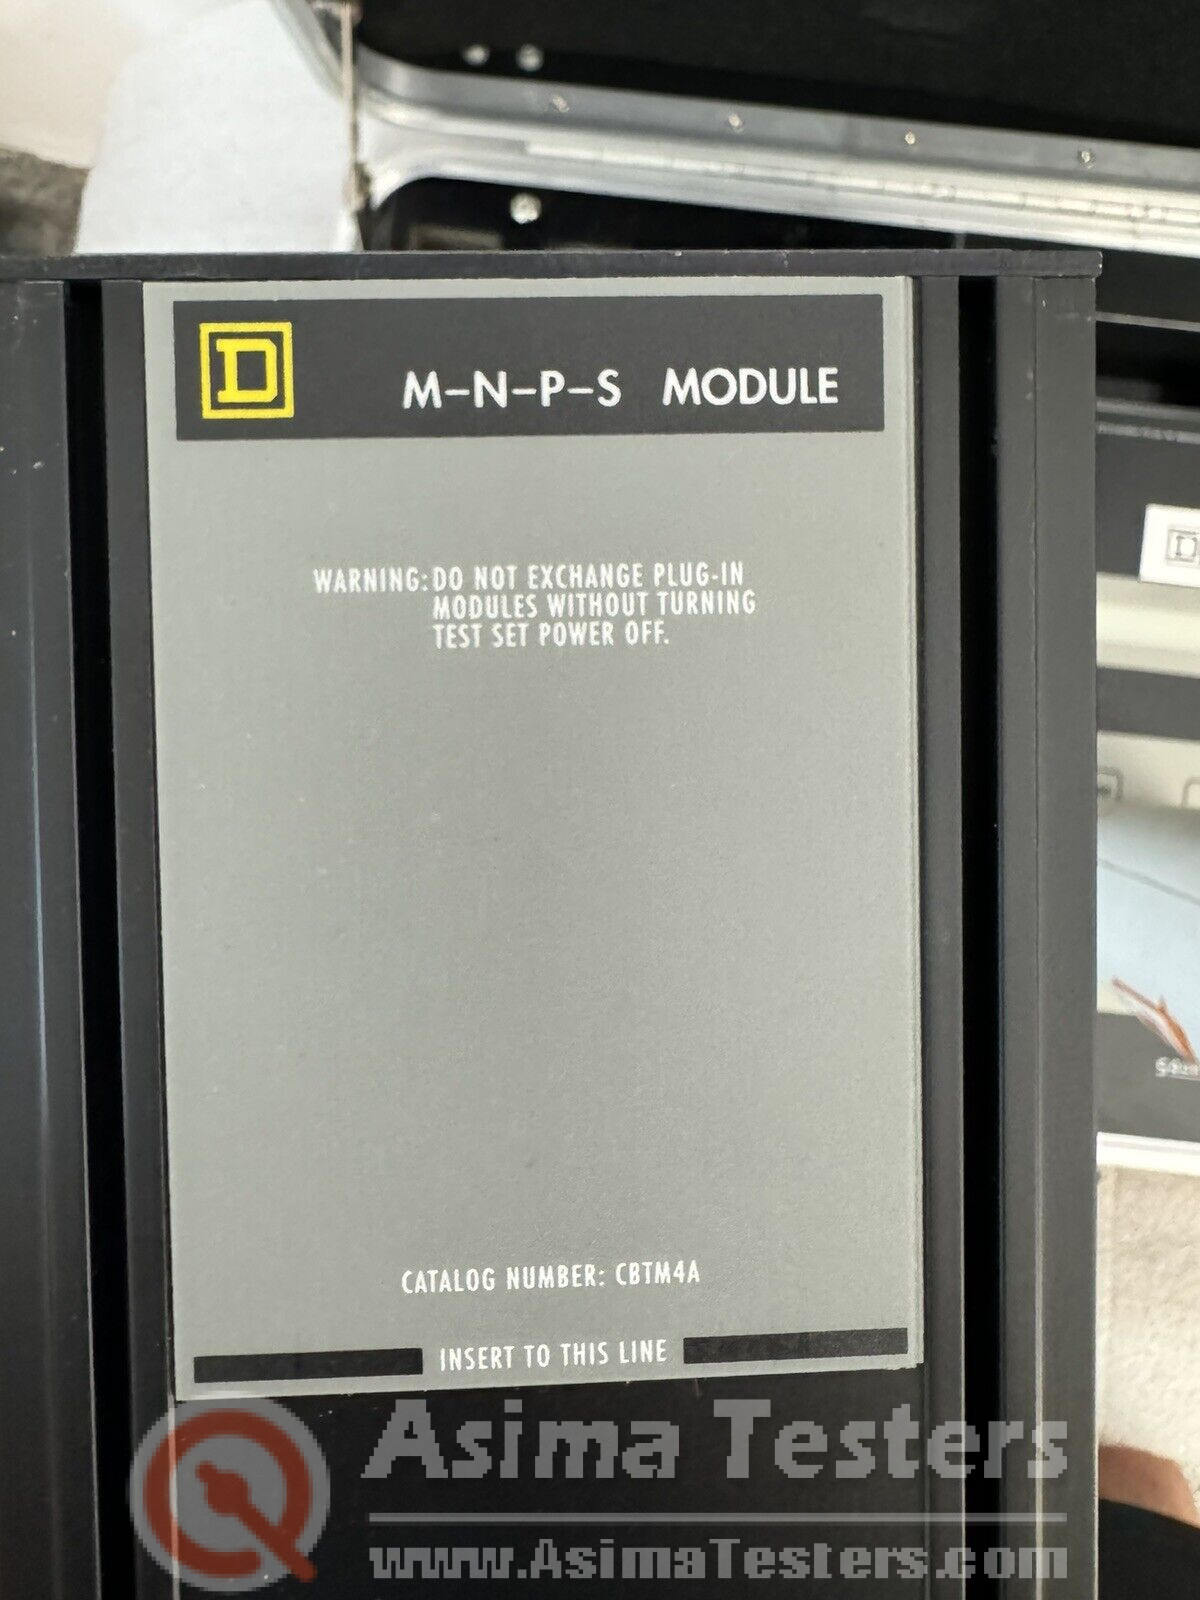 D
M–N–P–S MODULE
WARNING: DO NOT EXCHANGE PLUG-IN
MODULES WITHOUT TURNING
TEST SET POWER OFF.
CATALOG NUMBER: CBTM4A
INSERT TO THIS LINE
Asima Testers
www.AsimaTesters.com
D